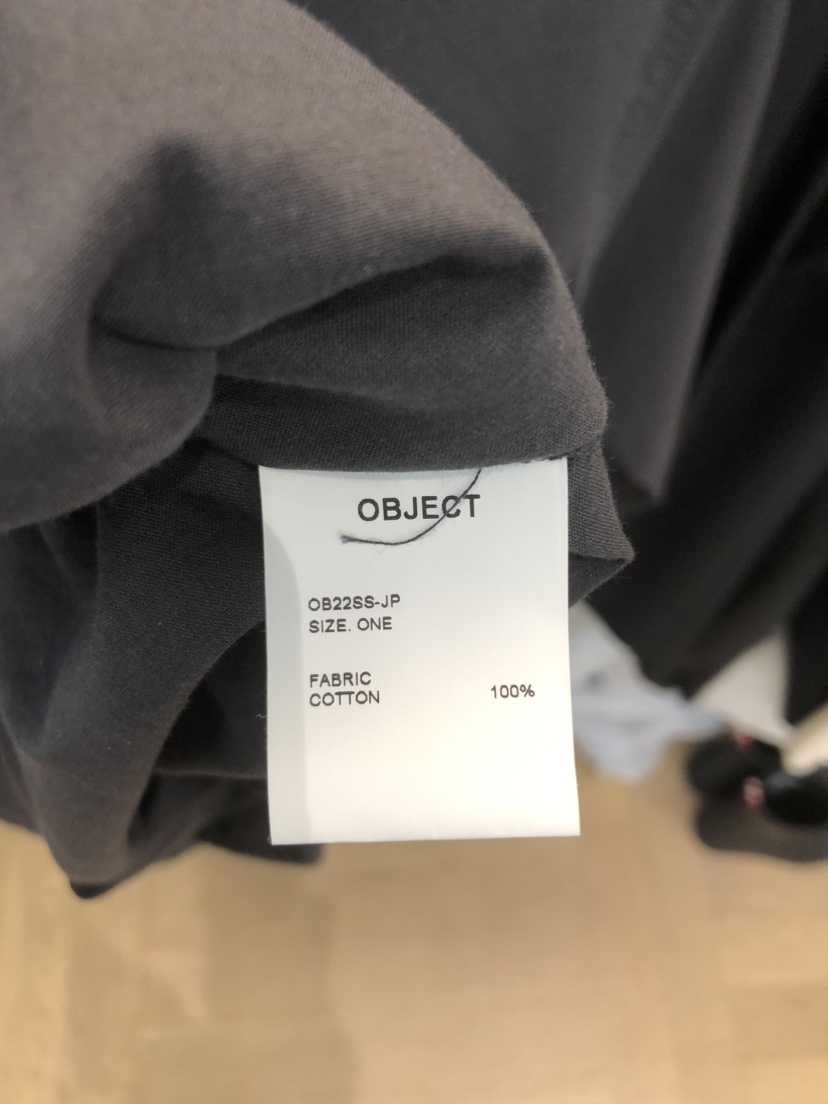 OBJECT
OB22SS-JP
SIZE. ONE
FABRIC
COTTON 100%